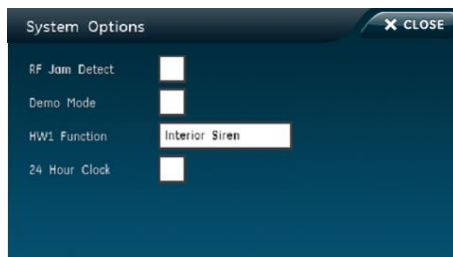 System Options
X CLOSE
RF Jam Detect
Demo Mode
HW1 Function Interior Siren
24 Hour Clock